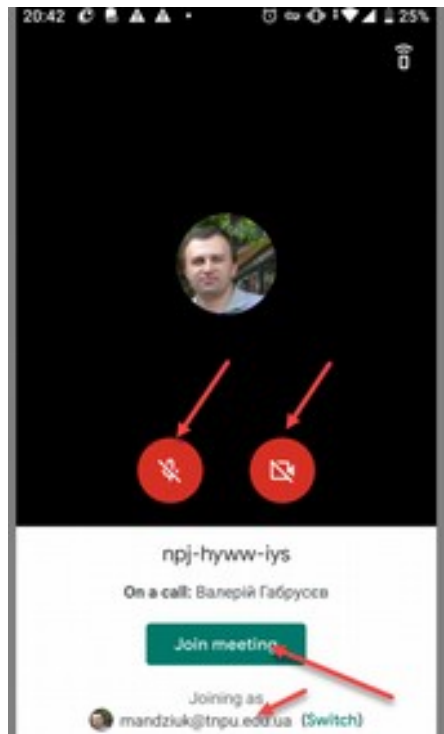 20:42 25%
npj-hyww-iys
On a call: Валерій Габрусєв
Join meeting
Joining as
mandziuk@tnpu.edu.ua (Switch)